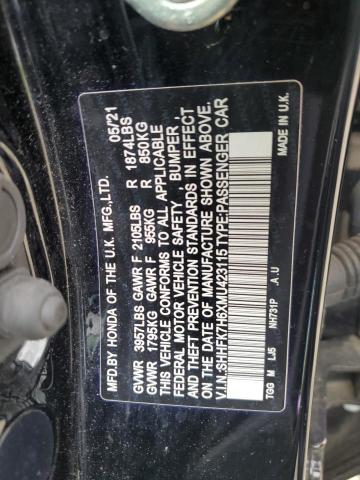 MFD.BY HONDA OF THE U.K. MFG.,LTD. 05/21
GVWR 3957LBS GAWR F 2105LBS R 1874LBS
GVWR 1795KG GAWR F 955KG R 850KG
THIS VEHICLE CONFORMS TO ALL APPLICABLE
FEDERAL MOTOR VEHICLE SAFETY, BUMPER,
& THEFT PREVENTION STANDARDS IN EFFECT
ON THE DATE OF MANUFACTURE SHOWN ABOVE.
V.I.N.:SHHFK7H6XMU423115 TYPE:PASSENGER CAR
TGG M LJ5 NH731P .A .U MADE IN U.K.